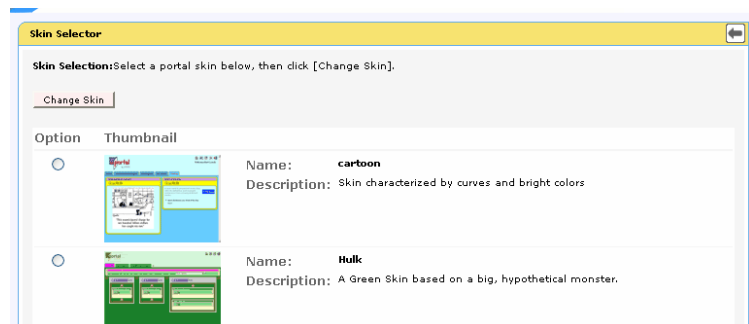 Skin Selector
Skin Selection:Select a portal skin below, then click [Change Skin].
Change Skin
Option Thumbnail
Name: cartoon
Description: Skin characterized by curves and bright colors
Name: Hulk
Description: A Green Skin based on a big, hypothetical monster.